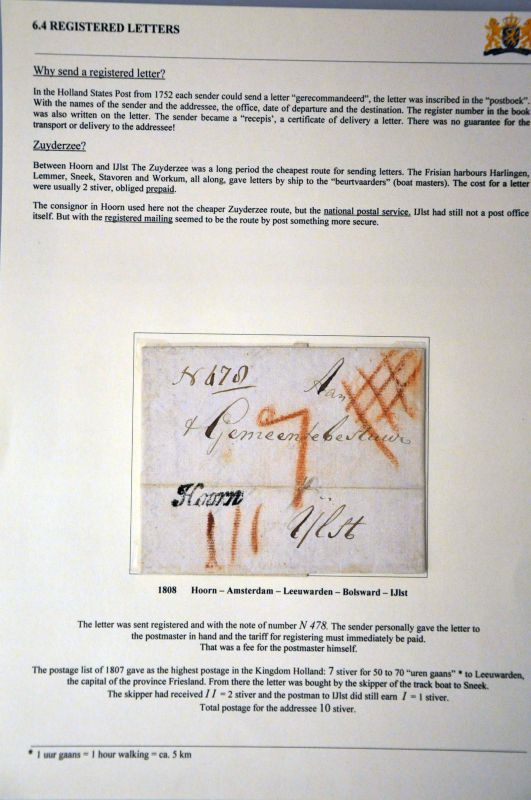 6.4 REGISTERED LETTERS
Why send a registered letter?
In the Holland States Post from 1752 each sender could send a letter "gerecommandeerd", the letter was inscribed in the "postboek".
With the names of the sender and the addressee, the office, date of departure and the destination. The register number in the book
was also written on the letter. The sender became a "recepis', a certificate of delivery a letter. There was no guarantee for the
transport or delivery to the addressee!
Zuyderzee?
Between Hoorn and IJlst The Zuyderzee was a long period the cheapest route for sending letters. The Frisian harbours Harlingen,
Lemmer, Sneek, Stavoren and Workum, all along, gave letters by ship to the "beurtvaarders" (boat masters). The cost for a letter
were usually 2 stiver, obliged prepaid.
The consignor in Hoorn used here not the cheaper Zuyderzee route, but the national postal service. IJlst had still not a post office
itself. But with the registered mailing seemed to be the route by post something more secure.
N 478
Aan
Gemeentebestuur
7
Hoorn
III
IJlst
1808 Hoorn – Amsterdam – Leeuwarden – Bolsward – IJlst
The letter was sent registered and with the note of number N 478. The sender personally gave the letter to
the postmaster in hand and the tariff for registering must immediately be paid.
That was a fee for the postmaster himself.
The postage list of 1807 gave as the highest postage in the Kingdom Holland: 7 stiver for 50 to 70 "uren gaans" * to Leeuwarden,
the capital of the province Friesland. From there the letter was bought by the skipper of the track boat to Sneek.
The skipper had received II = 2 stiver and the postman to IJlst did still earn I = 1 stiver.
Total postage for the addressee 10 stiver.
* 1 uur gaans = 1 hour walking = ca. 5 km